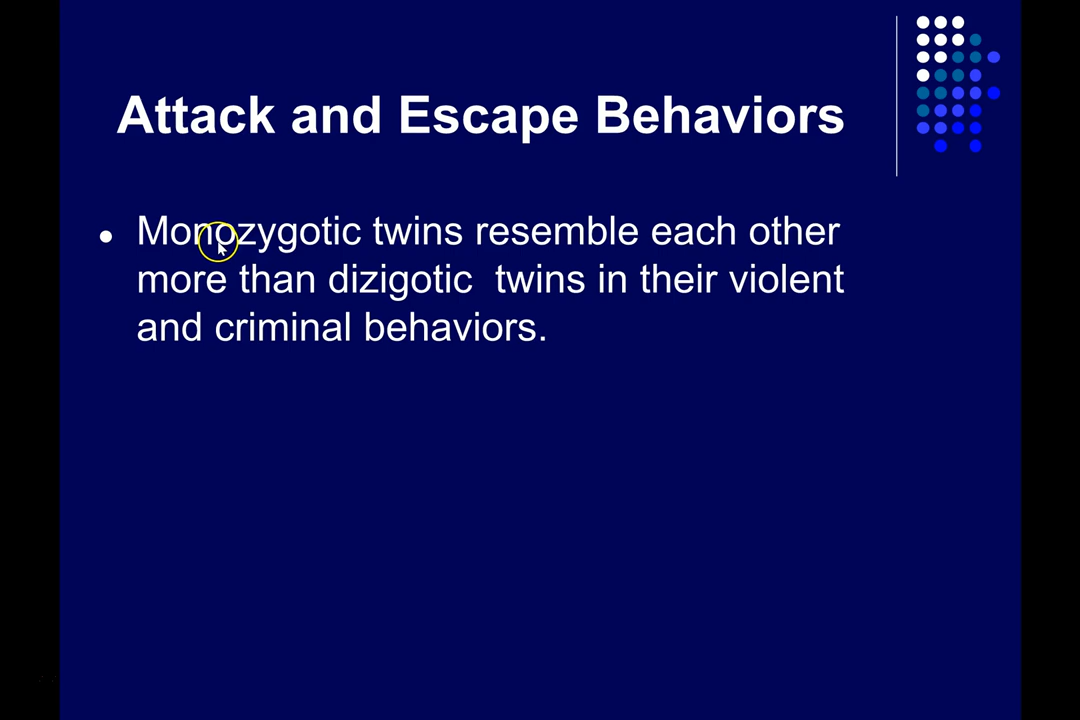 Attack and Escape Behaviors
● Monozygotic twins resemble each other
more than dizigotic twins in their violent
and criminal behaviors.